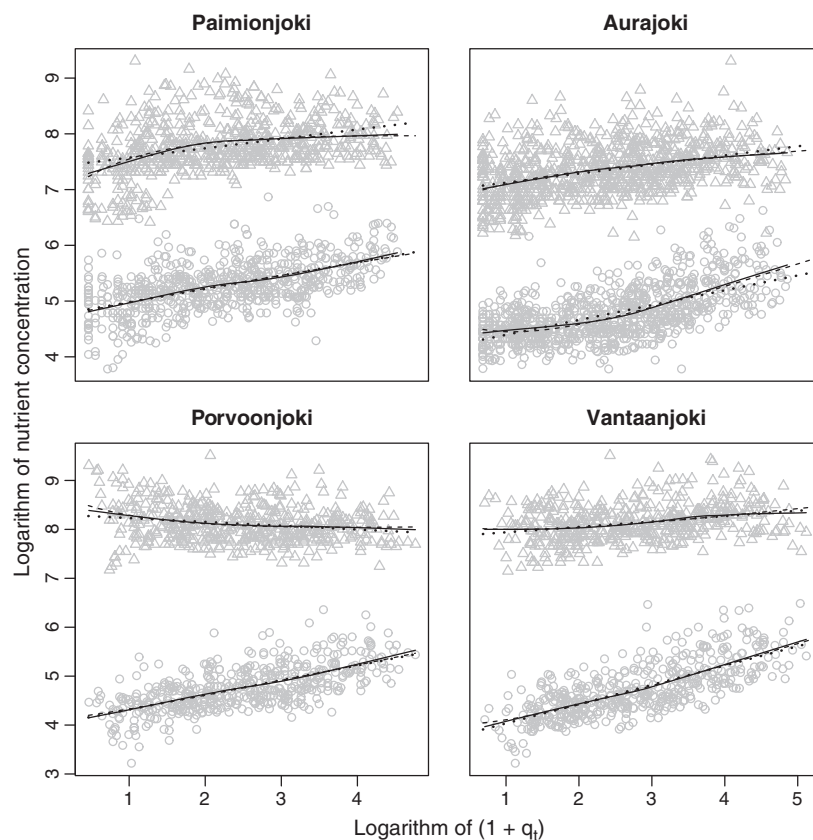 Paimionjoki
Aurajoki
9
8
7
6
5
4
Porvoonjoki
Vantaanjoki
9
8
7
6
5
4
3
1 2 3 4
1 2 3 4 5
Logarithm of nutrient concentration
Logarithm of (1 + qt)